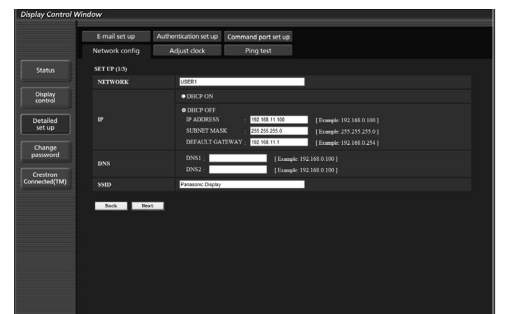 Display Control Window
E-mail set up
Authentication set up
Command port set up
Network config
Adjust clock
Ping test
Status
Display
control
Detailed
set up
Change
password
Crestron
Connected(TM)
SET UP (1/3)
NETWORK
USER1
IP
DHCP ON
DHCP OFF
IP ADDRESS : 192.168.11.100 [ Example: 192.168.0.100 ]
SUBNET MASK : 255.255.255.0 [ Example: 255.255.255.0 ]
DEFAULT GATEWAY : 192.168.11.1 [ Example: 192.168.0.254 ]
DNS
DNS1 : [ Example: 192.168.0.100 ]
DNS2 : [ Example: 192.168.0.100 ]
SSID
Panasonic Display
Back
Next